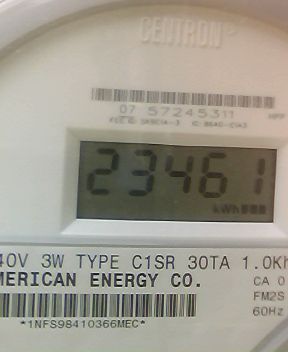 CENTRON
07 57245311
23461
kWh
40V 3W TYPE C1SR 30TA 1.0Kh
MERICAN ENERGY CO. CA 0
FM2S
60Hz
*1NFS98410366MEC*